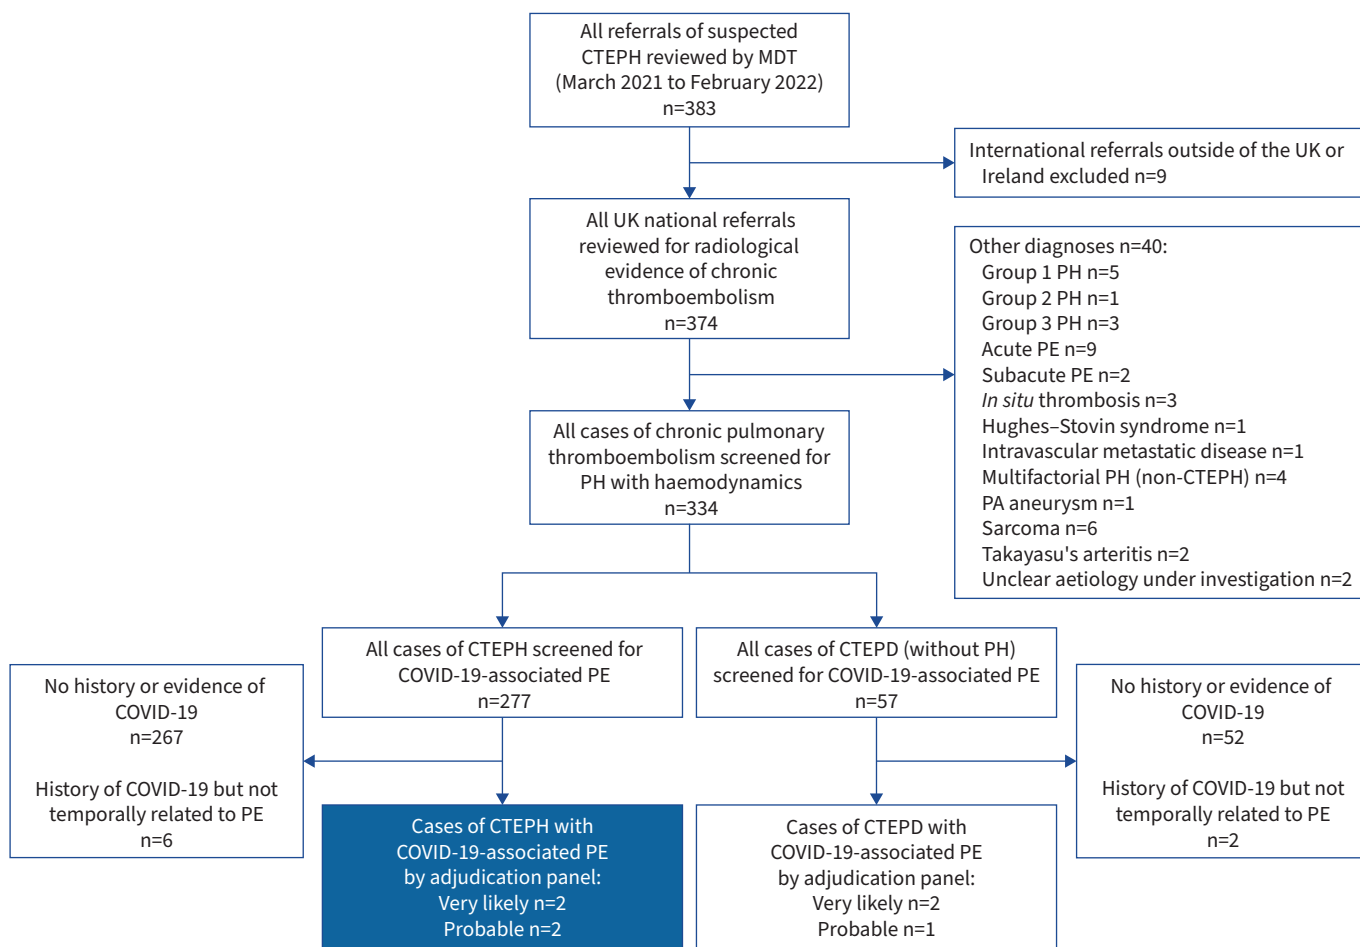 All referrals of suspected
CTEPH reviewed by MDT
(March 2021 to February 2022)
n=383
International referrals outside of the UK or
Ireland excluded n=9
All UK national referrals
reviewed for radiological
evidence of chronic
thromboembolism
n=374
Other diagnoses n=40:
Group 1 PH n=5
Group 2 PH n=1
Group 3 PH n=3
Acute PE n=9
Subacute PE n=2
In situ thrombosis n=3
Hughes–Stovin syndrome n=1
Intravascular metastatic disease n=1
Multifactorial PH (non-CTEPH) n=4
PA aneurysm n=1
Sarcoma n=6
Takayasu's arteritis n=2
Unclear aetiology under investigation n=2
All cases of chronic pulmonary
thromboembolism screened for
PH with haemodynamics
n=334
All cases of CTEPH screened for
COVID-19-associated PE
n=277
All cases of CTEPD (without PH)
screened for COVID-19-associated PE
n=57
No history or evidence of
COVID-19
n=267
History of COVID-19 but not
temporally related to PE
n=6
No history or evidence of
COVID-19
n=52
History of COVID-19 but not
temporally related to PE
n=2
Cases of CTEPH with
COVID-19-associated PE
by adjudication panel:
Very likely n=2
Probable n=2
Cases of CTEPD with
COVID-19-associated PE
by adjudication panel:
Very likely n=2
Probable n=1